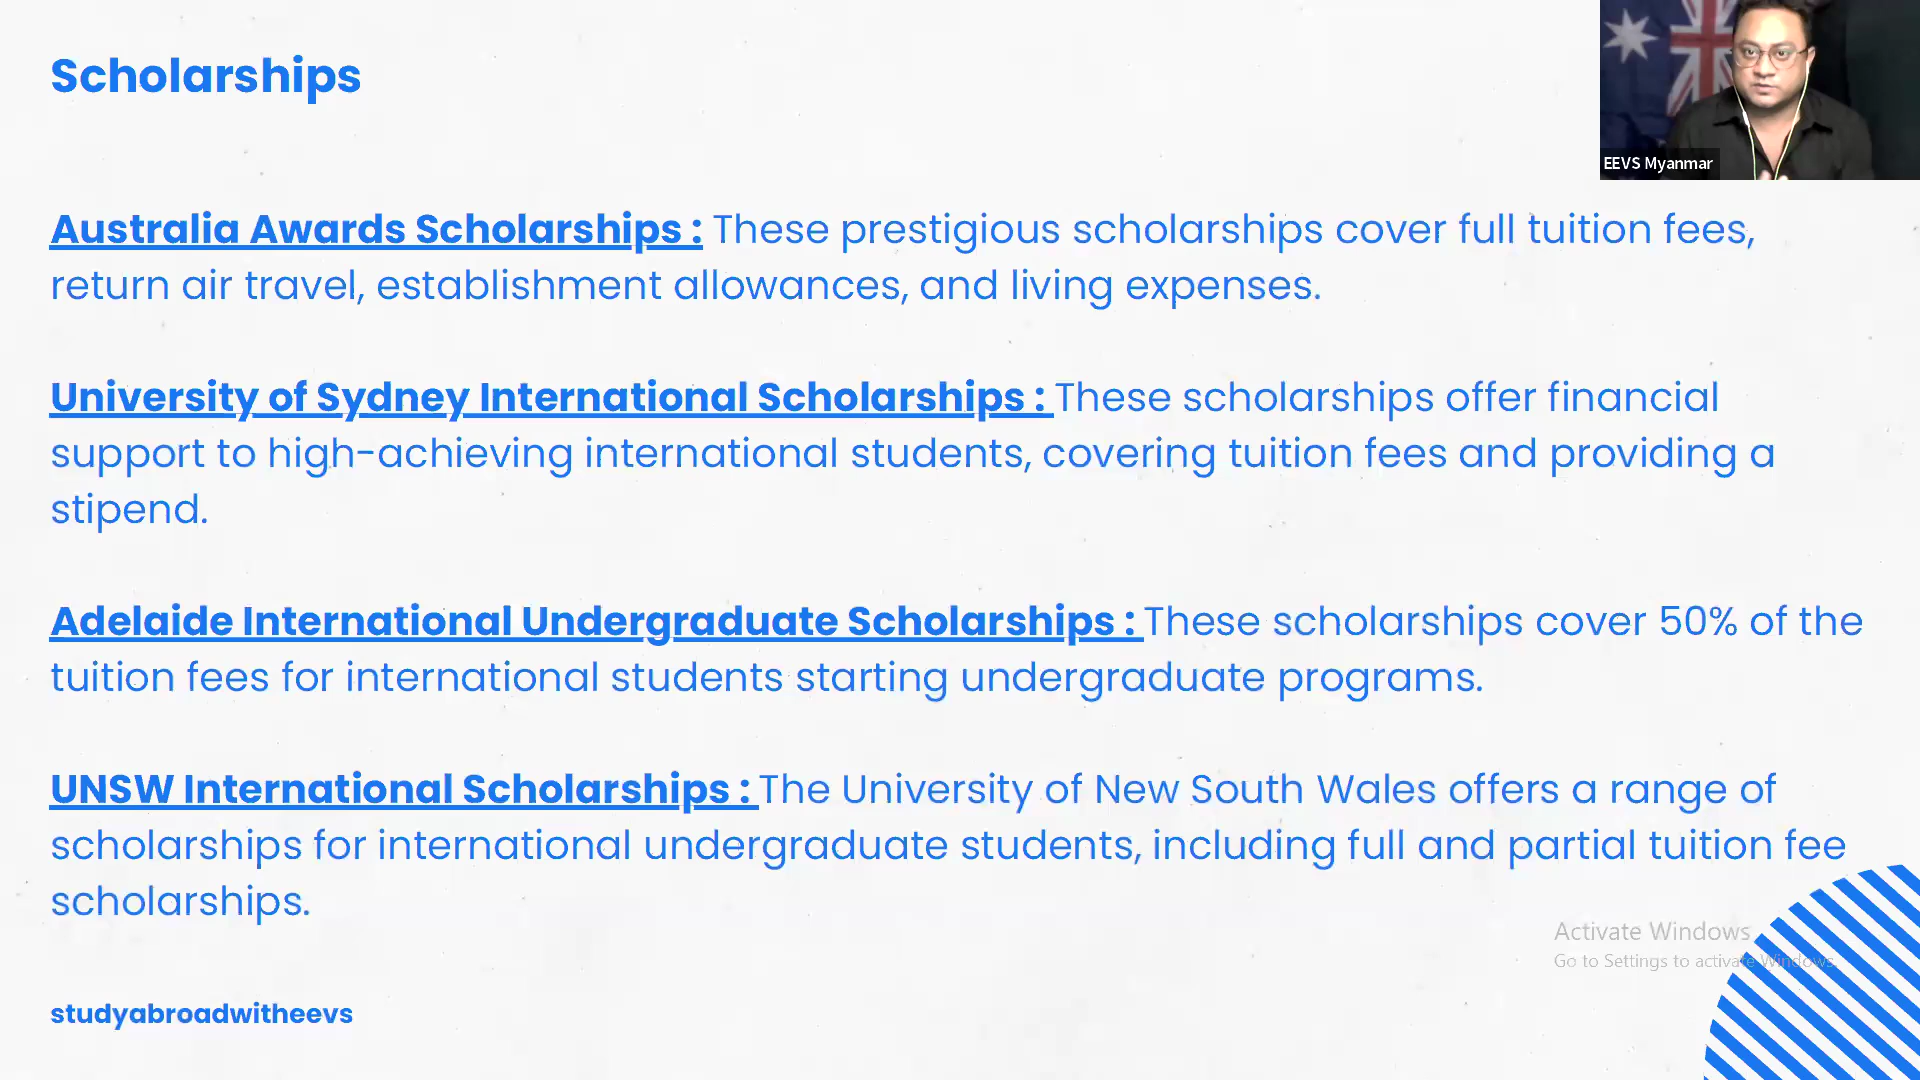 Scholarships
EEVS Myanmar
Australia Awards Scholarships : These prestigious scholarships cover full tuition fees,
return air travel, establishment allowances, and living expenses.
University of Sydney International Scholarships : These scholarships offer financial
support to high-achieving international students, covering tuition fees and providing a
stipend.
Adelaide International Undergraduate Scholarships : These scholarships cover 50% of the
tuition fees for international students starting undergraduate programs.
UNSW International Scholarships : The University of New South Wales offers a range of
scholarships for international undergraduate students, including full and partial tuition fee
scholarships.
Activate Windows
Go to Settings to activate Windows.
studyabroadwitheevs